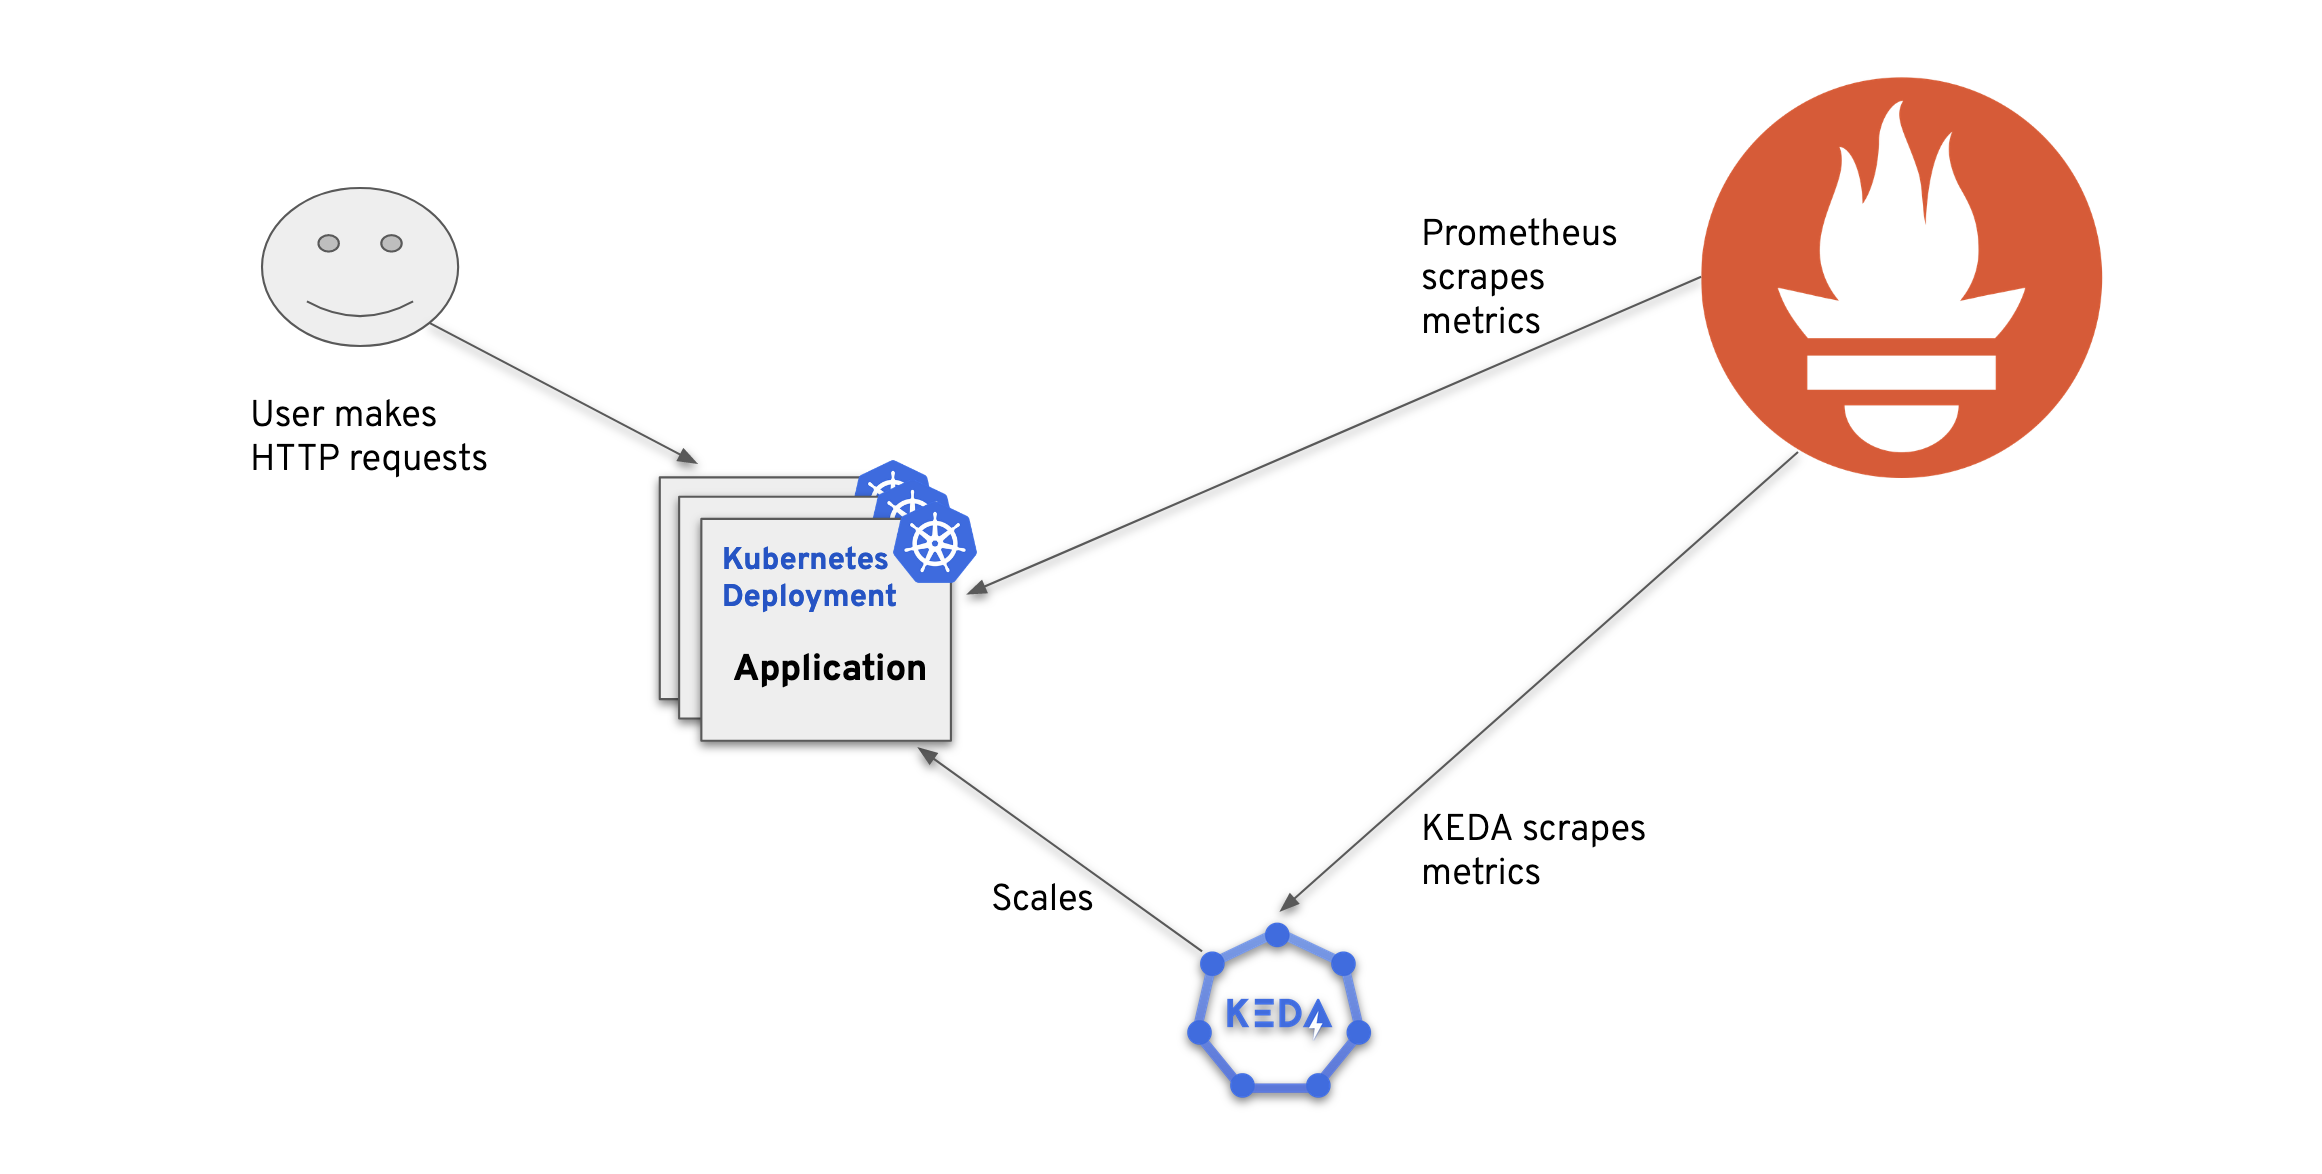 Prometheus
scrapes
metrics
User makes
HTTP requests
Kubernetes
Deployment
Application
KEDA scrapes
metrics
Scales
KEDA